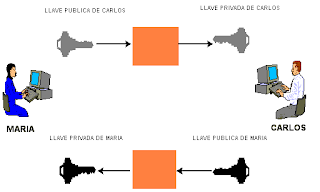 LLAVE PUBLICA DE CARLOS
LLAVE PRIVADA DE CARLOS
MARIA
CARLOS
LLAVE PRIVADA DE MARIA
LLAVE PUBLICA DE MARIA